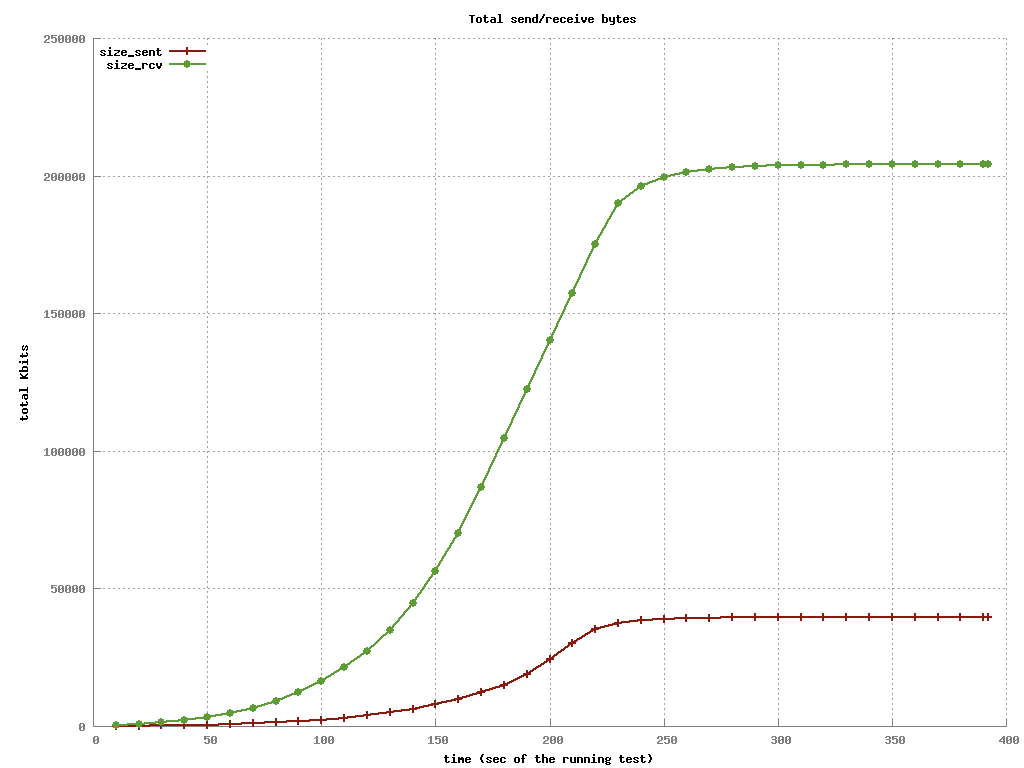 Total send/receive bytes
250000
size_sent
size_rcv
200000
150000
total Kbits
100000
50000
0
0 50 100 150 200 250 300 350 400
time (sec of the running test)